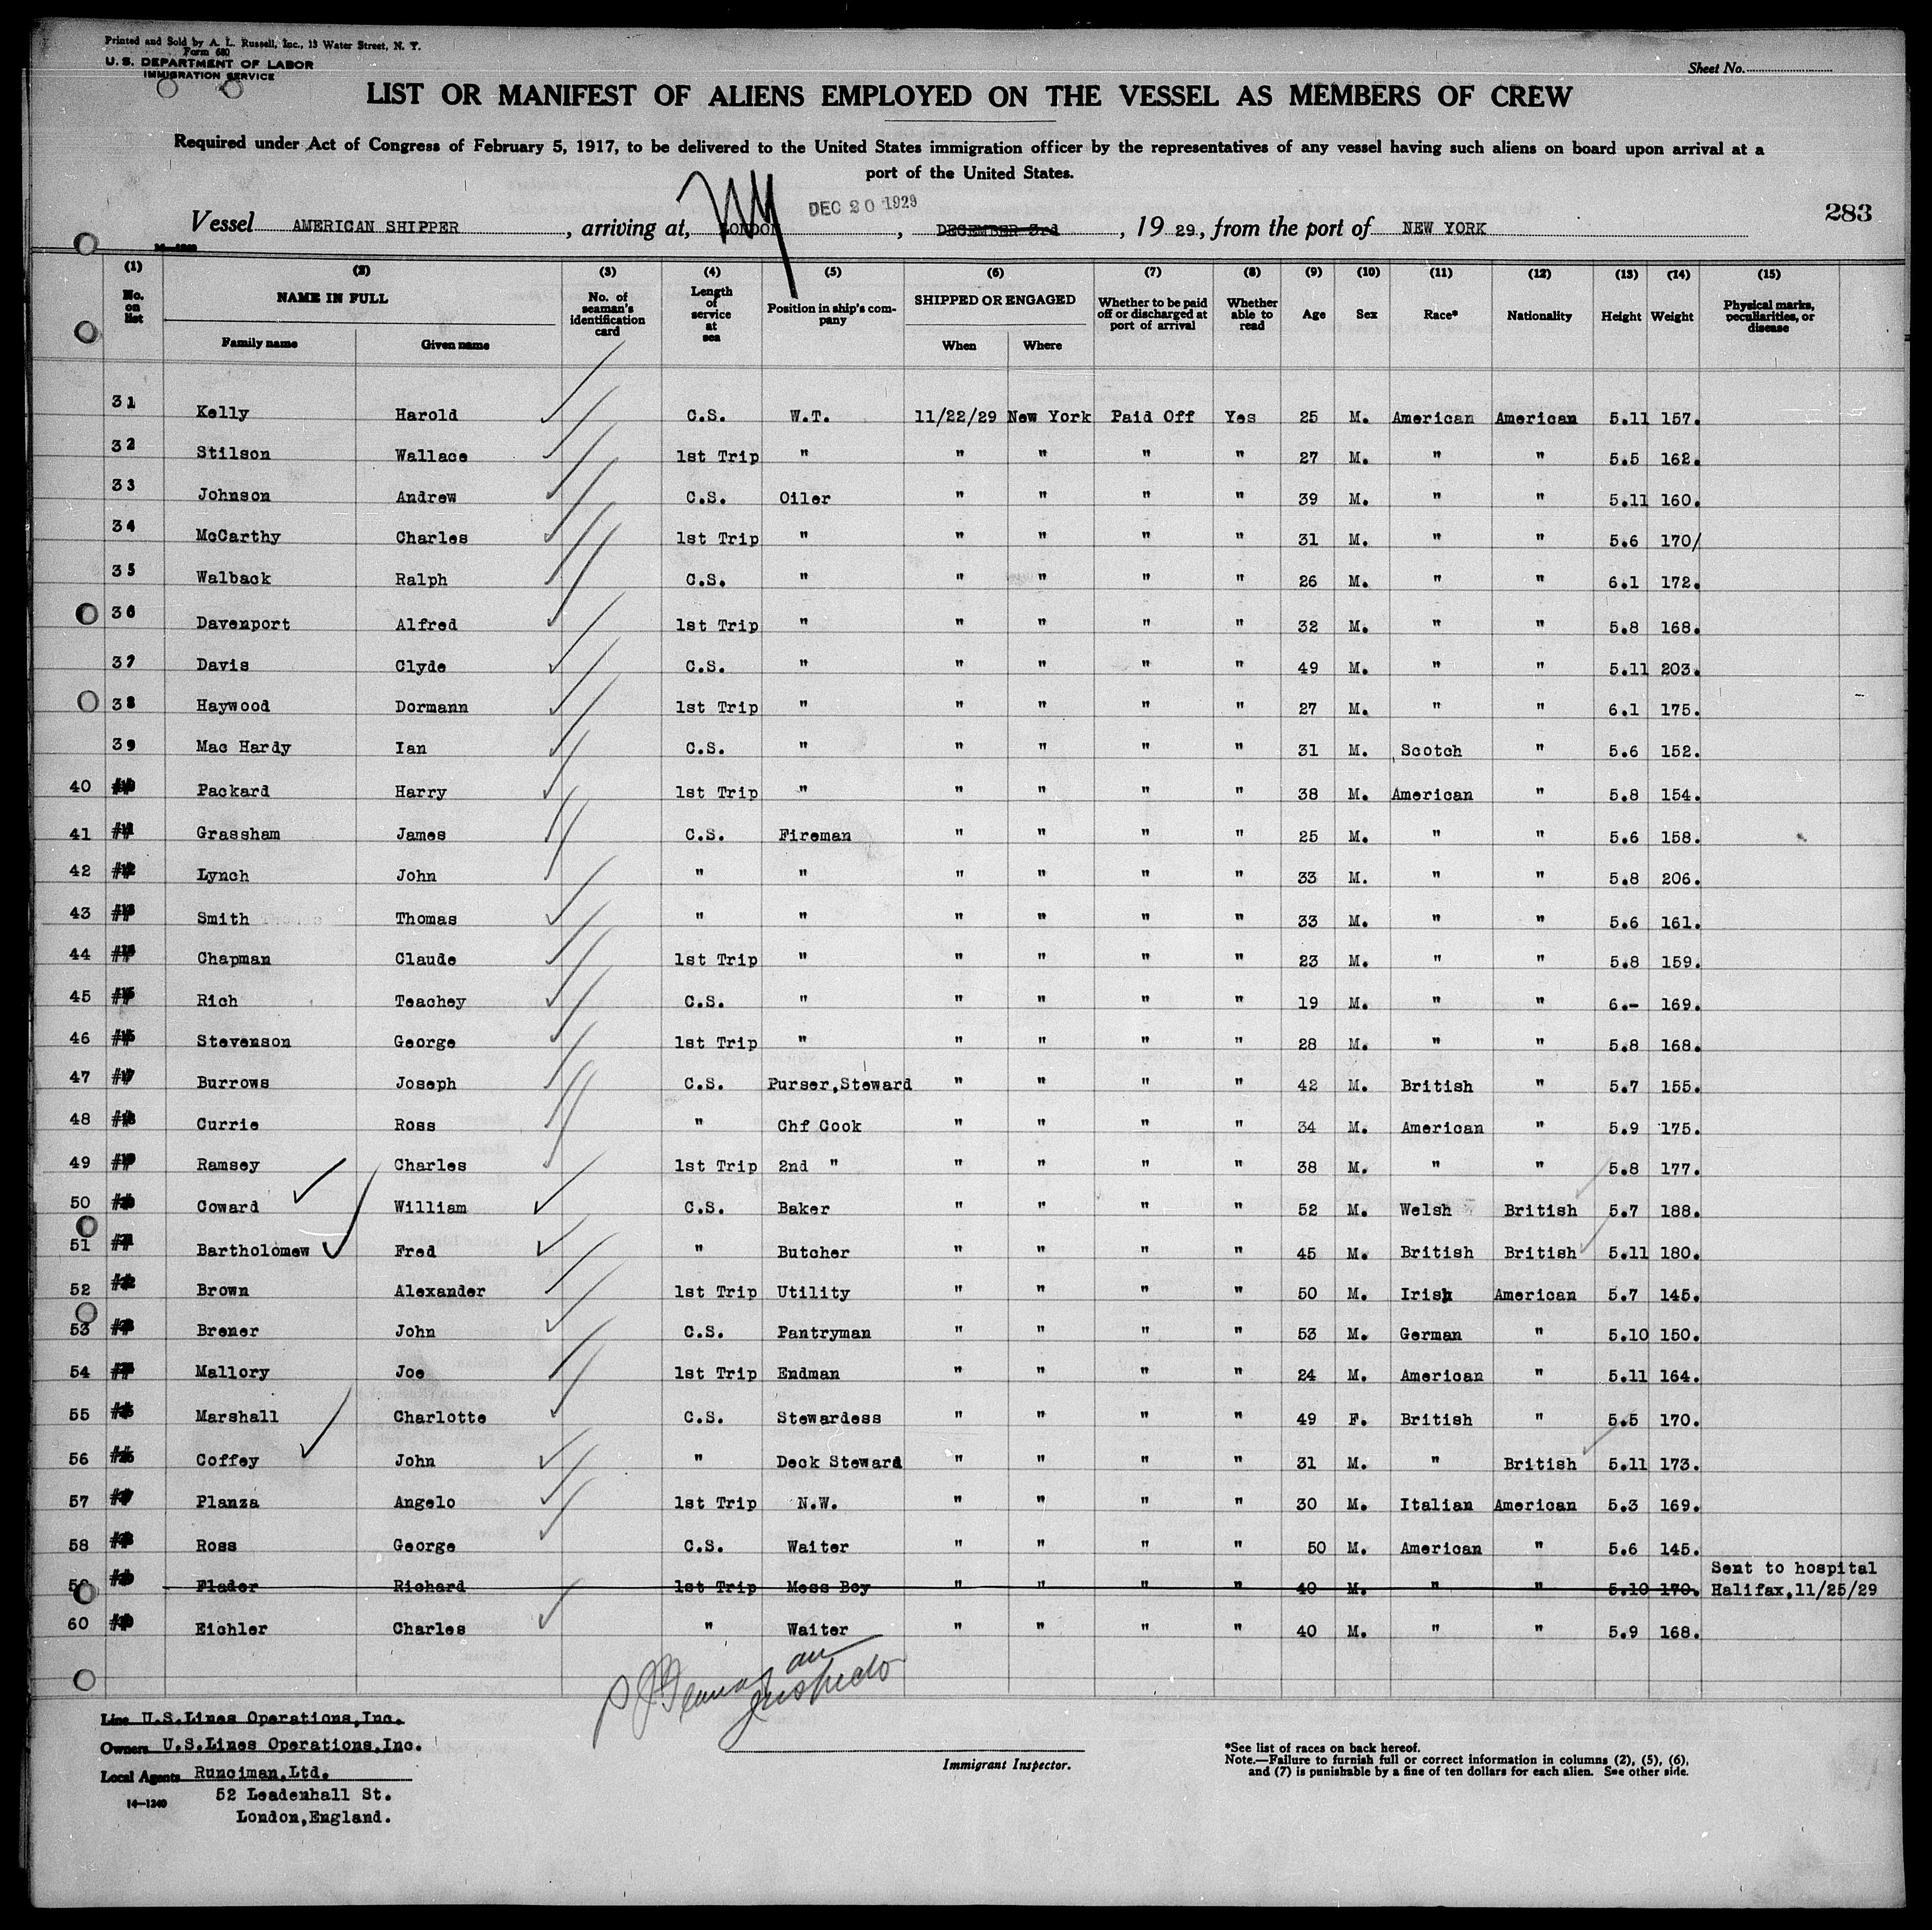 Printed and Sold by A. L. Russell, Inc., 13 Water Street, N. Y.
Form 680
U. S. DEPARTMENT OF LABOR
IMMIGRATION SERVICE
Sheet No.
LIST OR MANIFEST OF ALIENS EMPLOYED ON THE VESSEL AS MEMBERS OF CREW
Required under Act of Congress of February 5, 1917, to be delivered to the United States immigration officer by the representatives of any vessel having such aliens on board upon arrival at a
port of the United States.
NY DEC 20 1929
283
Vessel AMERICAN SHIPPER, arriving at, LONDON, DECEMBER 3rd, 19 29, from the port of NEW YORK
(1) (2) (3) (4) (5) (6) (7) (8) (9) (10) (11) (12) (13) (14) (15)
No. on list NAME IN FULL Family name Given name No. of seaman's identification card Length of service at sea Position in ship's company SHIPPED OR ENGAGED When Where Whether to be paid off or discharged at port of arrival Whether able to read Age Sex Race* Nationality Height Weight Physical marks, peculiarities, or disease
31 Kelly Harold C.S. W.T. 11/22/29 New York Paid Off Yes 25 M. American American 5.11 157.
32 Stilson Wallace 1st Trip " " " " " 27 M. " " 5.5 162.
33 Johnson Andrew C.S. Oiler " " " " 39 M. " " 5.11 160.
34 McCarthy Charles 1st Trip " " " " " 31 M. " " 5.6 170/
35 Walback Ralph C.S. " " " " " 26 M. " " 6.1 172.
36 Davenport Alfred 1st Trip " " " " " 32 M. " " 5.8 168.
37 Davis Clyde C.S. " " " " " 49 M. " " 5.11 203.
38 Haywood Dormann 1st Trip " " " " " 27 M. " " 6.1 175.
39 Mac Hardy Ian C.S. " " " " " 31 M. Scotch " 5.6 152.
40 Packard Harry 1st Trip " " " " " 38 M. American " 5.8 154.
41 Grassham James C.S. Fireman " " " " 25 M. " " 5.6 158.
42 Lynch John " " " " " " 33 M. " " 5.8 206.
43 Smith Thomas " " " " " " 33 M. " " 5.6 161.
44 Chapman Claude 1st Trip " " " " " 23 M. " " 5.8 159.
45 Rich Teachey C.S. " " " " " 19 M. " " 6.- 169.
46 Stevenson George 1st Trip " " " " " 28 M. " " 5.8 168.
47 Burrows Joseph C.S. Purser,Steward " " " " 42 M. British " 5.7 155.
48 Currie Ross " Chf Cook " " " " 34 M. American " 5.9 175.
49 Ramsey Charles 1st Trip 2nd " " " " " 38 M. " " 5.8 177.
50 Coward William C.S. Baker " " " " 52 M. Welsh British 5.7 188.
51 Bartholomew Fred " Butcher " " " " 45 M. British British 5.11 180.
52 Brown Alexander 1st Trip Utility " " " " 50 M. Irish American 5.7 145.
53 Brener John C.S. Pantryman " " " " 53 M. German " 5.10 150.
54 Mallory Joe 1st Trip Endman " " " " 24 M. American " 5.11 164.
55 Marshall Charlotte C.S. Stewardess " " " " 49 F. British " 5.5 170.
56 Coffey John " Deck Steward " " " " 31 M. " British 5.11 173.
57 Planza Angelo 1st Trip N.W. " " " " 30 M. Italian American 5.3 169.
58 Ross George C.S. Waiter " " " " 50 M. American " 5.6 145.
59 Flader Richard 1st Trip Mess Boy " " " " 40 M. " " 5.10 170. Sent to hospital Halifax,11/25/29
60 Eichler Charles " Waiter " " " " 40 M. " " 5.9 168.
Line U.S.Lines Operations,Inc.
Owners U.S.Lines Operations,Inc.
Local Agents Runciman,Ltd.
52 Leadenhall St.
London,England.
14-1240
Immigrant Inspector.
*See list of races on back hereof.
Note.—Failure to furnish full or correct information in columns (2), (5), (6),
and (7) is punishable by a fine of ten dollars for each alien. See other side.